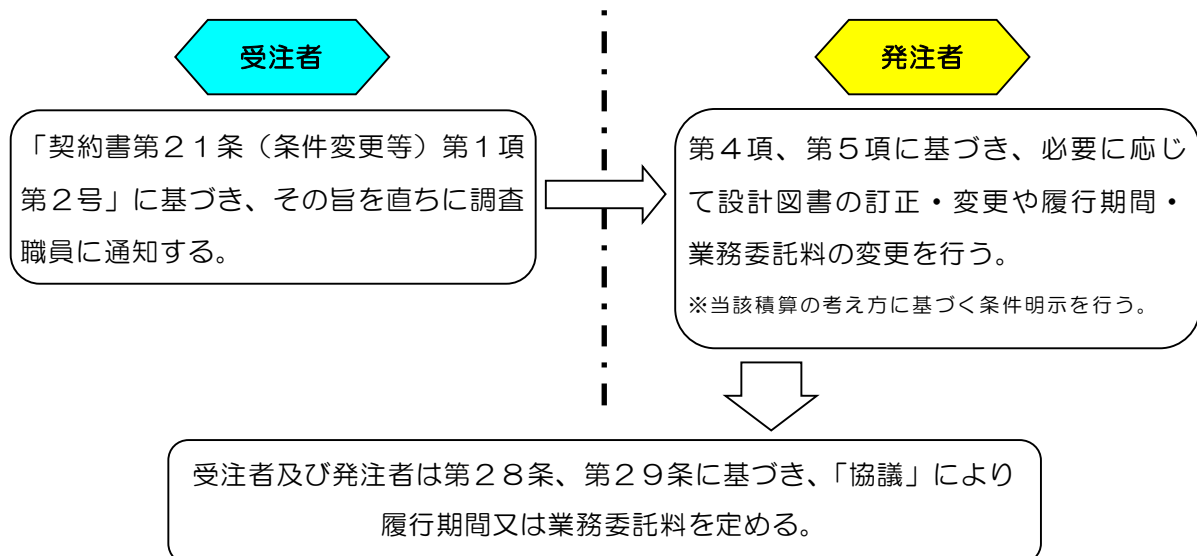 受注者
発注者
「契約書第２１条（条件変更等）第１項
第２号」に基づき、その旨を直ちに調査
職員に通知する。
第４項、第５項に基づき、必要に応じ
て設計図書の訂正・変更や履行期間・
業務委託料の変更を行う。
※当該積算の考え方に基づく条件明示を行う。
受注者及び発注者は第２８条、第２９条に基づき、「協議」により
履行期間又は業務委託料を定める。